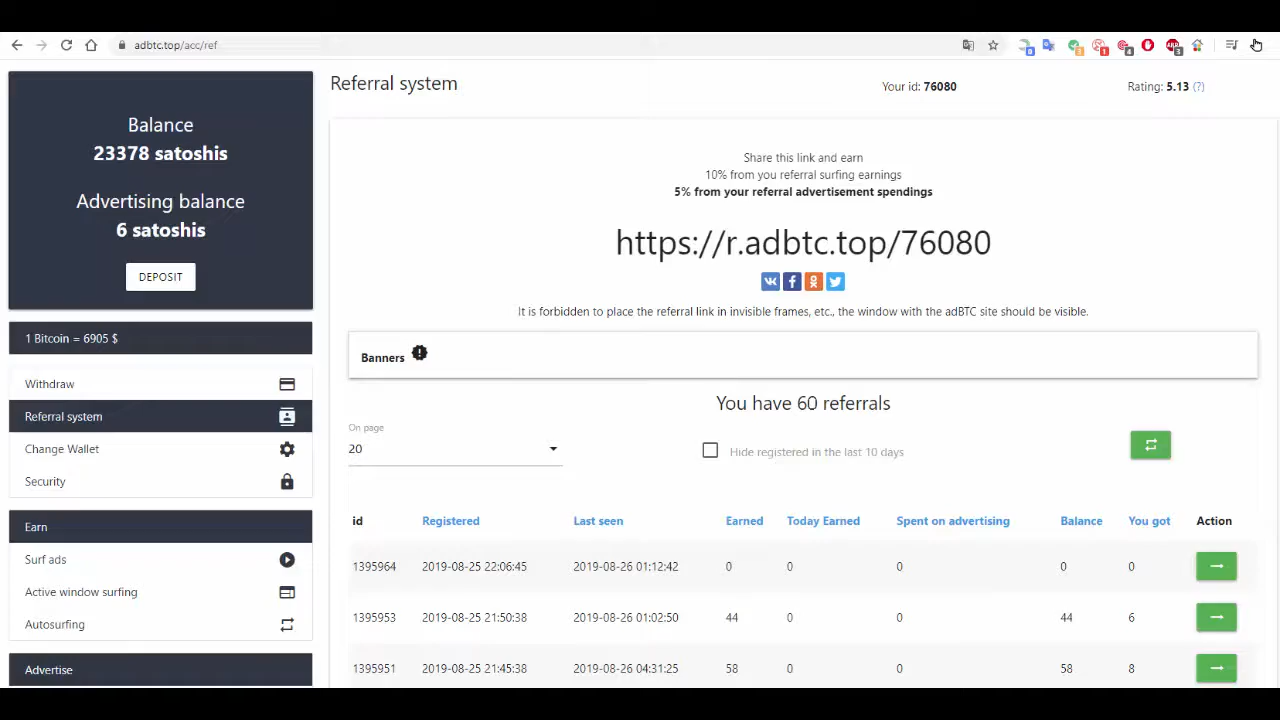 adbtc.top/acc/ref
Balance
23378 satoshis
Advertising balance
6 satoshis
DEPOSIT
1 Bitcoin = 6905 $
Withdraw
Referral system
Change Wallet
Security
Earn
Surf ads
Active window surfing
Autosurfing
Advertise
Referral system
Your id: 76080
Rating: 5.13 (?)
Share this link and earn
10% from you referral surfing earnings
5% from your referral advertisement spendings
https://r.adbtc.top/76080
It is forbidden to place the referral link in invisible frames, etc., the window with the adBTC site should be visible.
Banners
You have 60 referrals
On page
20
Hide registered in the last 10 days
id Registered Last seen Earned Today Earned Spent on advertising Balance You got Action
1395964 2019-08-25 22:06:45 2019-08-26 01:12:42 0 0 0 0 0
1395953 2019-08-25 21:50:38 2019-08-26 01:02:50 44 0 0 44 6
1395951 2019-08-25 21:45:38 2019-08-26 04:31:25 58 0 0 58 8